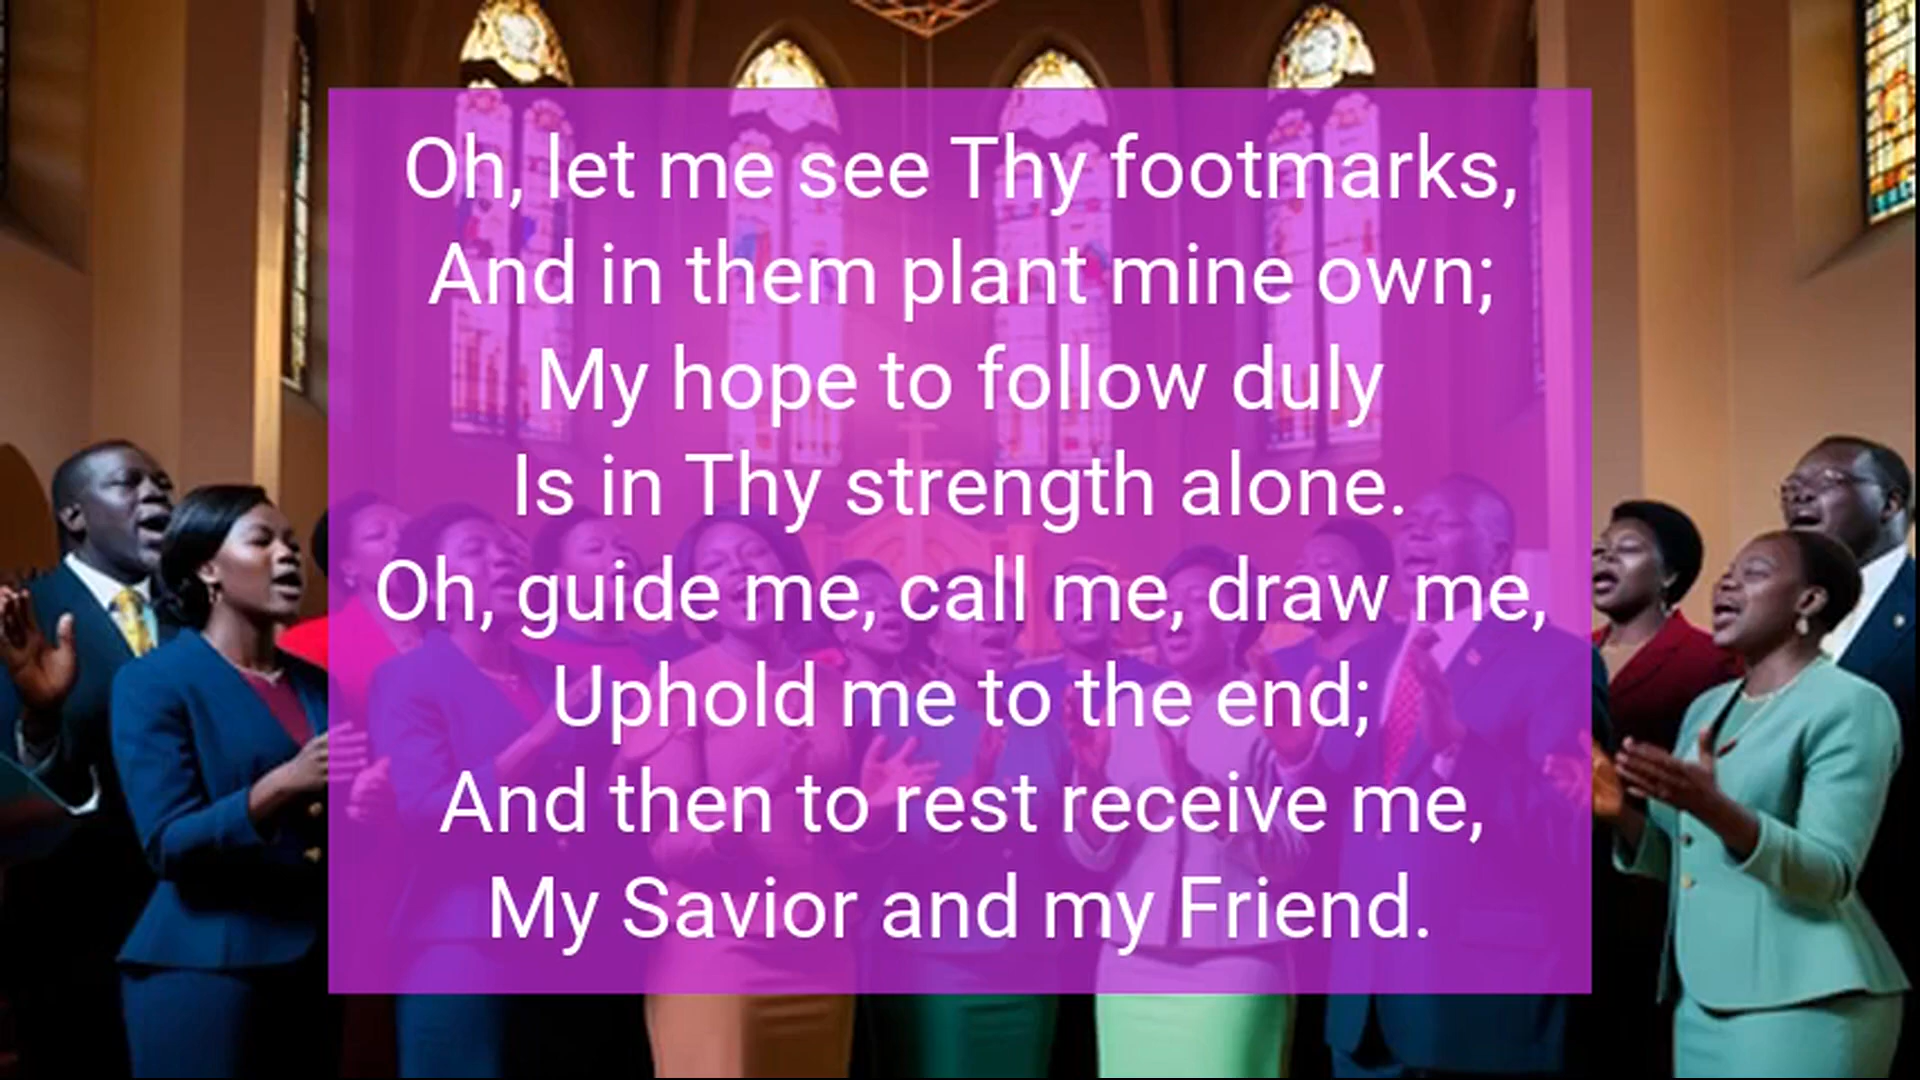 Oh, let me see Thy footmarks,
And in them plant mine own;
My hope to follow duly
Is in Thy strength alone.
Oh, guide me, call me, draw me,
Uphold me to the end;
And then to rest receive me,
My Savior and my Friend.